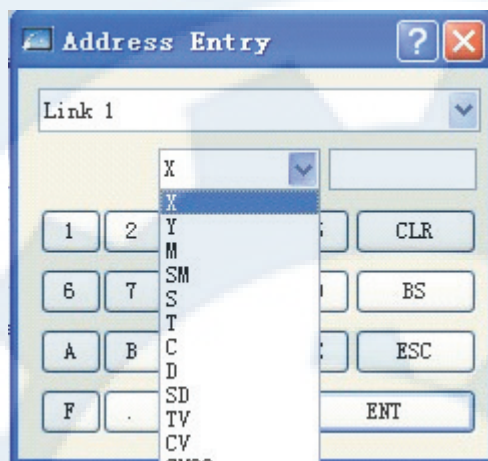 Address Entry
Link 1
X
X
Y
M
SM
S
T
C
D
SD
TV
CV
1 2 CLR
6 7 BS
A B ESC
F . ENT